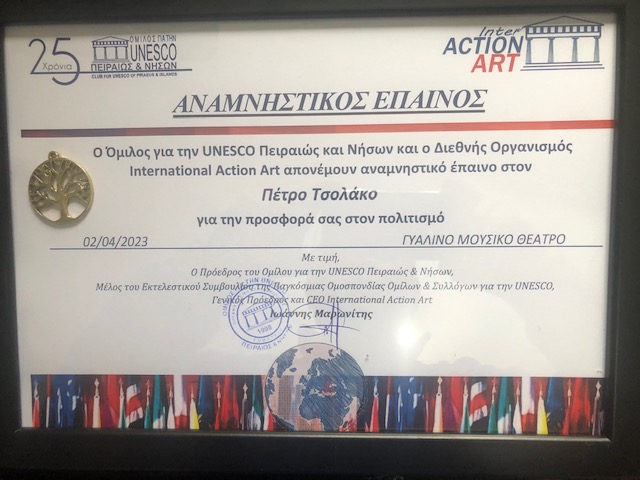 25
Χρόνια
ΟΜΙΛΟΣ ΓΙΑ ΤΗΝ
UNESCO
ΠΕΙΡΑΙΩΣ & ΝΗΣΩΝ
CLUB FOR UNESCO OF PIRAEUS & ISLANDS
Inter
ACTION
ART
ΑΝΑΜΝΗΣΤΙΚΟΣ ΕΠΑΙΝΟΣ
Ο Όμιλος για την UNESCO Πειραιώς και Νήσων και ο Διεθνής Οργανισμός
International Action Art απονέμουν αναμνηστικό έπαινο στον
Πέτρο Τσολάκο
για την προσφορά σας στον πολιτισμό
02/04/2023 ΓΥΑΛΙΝΟ ΜΟΥΣΙΚΟ ΘΕΑΤΡΟ
Με τιμή,
Ο Πρόεδρος του Ομίλου για την UNESCO Πειραιώς & Νήσων,
Μέλος του Εκτελεστικού Συμβουλίου της Παγκόσμιας Ομοσπονδίας Ομίλων & Συλλόγων για την UNESCO,
Γενικός Πρόεδρος και CEO International Action Art
Ιωάννης Μαρωνίτης
1998
ΠΕΙΡΑΙΩΣ & ΝΗΣΩΝ